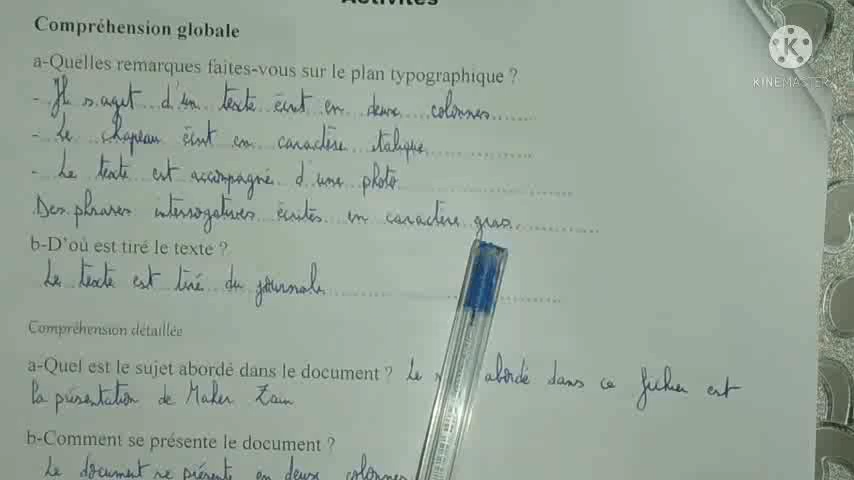 Activités
Compréhension globale
a-Quelles remarques faites-vous sur le plan typographique ?
- Il s'agit d'un texte écrit en deux colonnes
- Le chapeau écrit en caractère italique
- Le texte est accompagné d'une photo
Des phrases interrogatives écrites en caractère gras.
b-D'où est tiré le texte ?
Le texte est tiré du journal
Compréhension détaillée
a-Quel est le sujet abordé dans le document ? Le abordé dans ce fichier est
la présentation de Maher Zain
b-Comment se présente le document ?
Le document se présente en deux colonnes
K
KINEMASTER